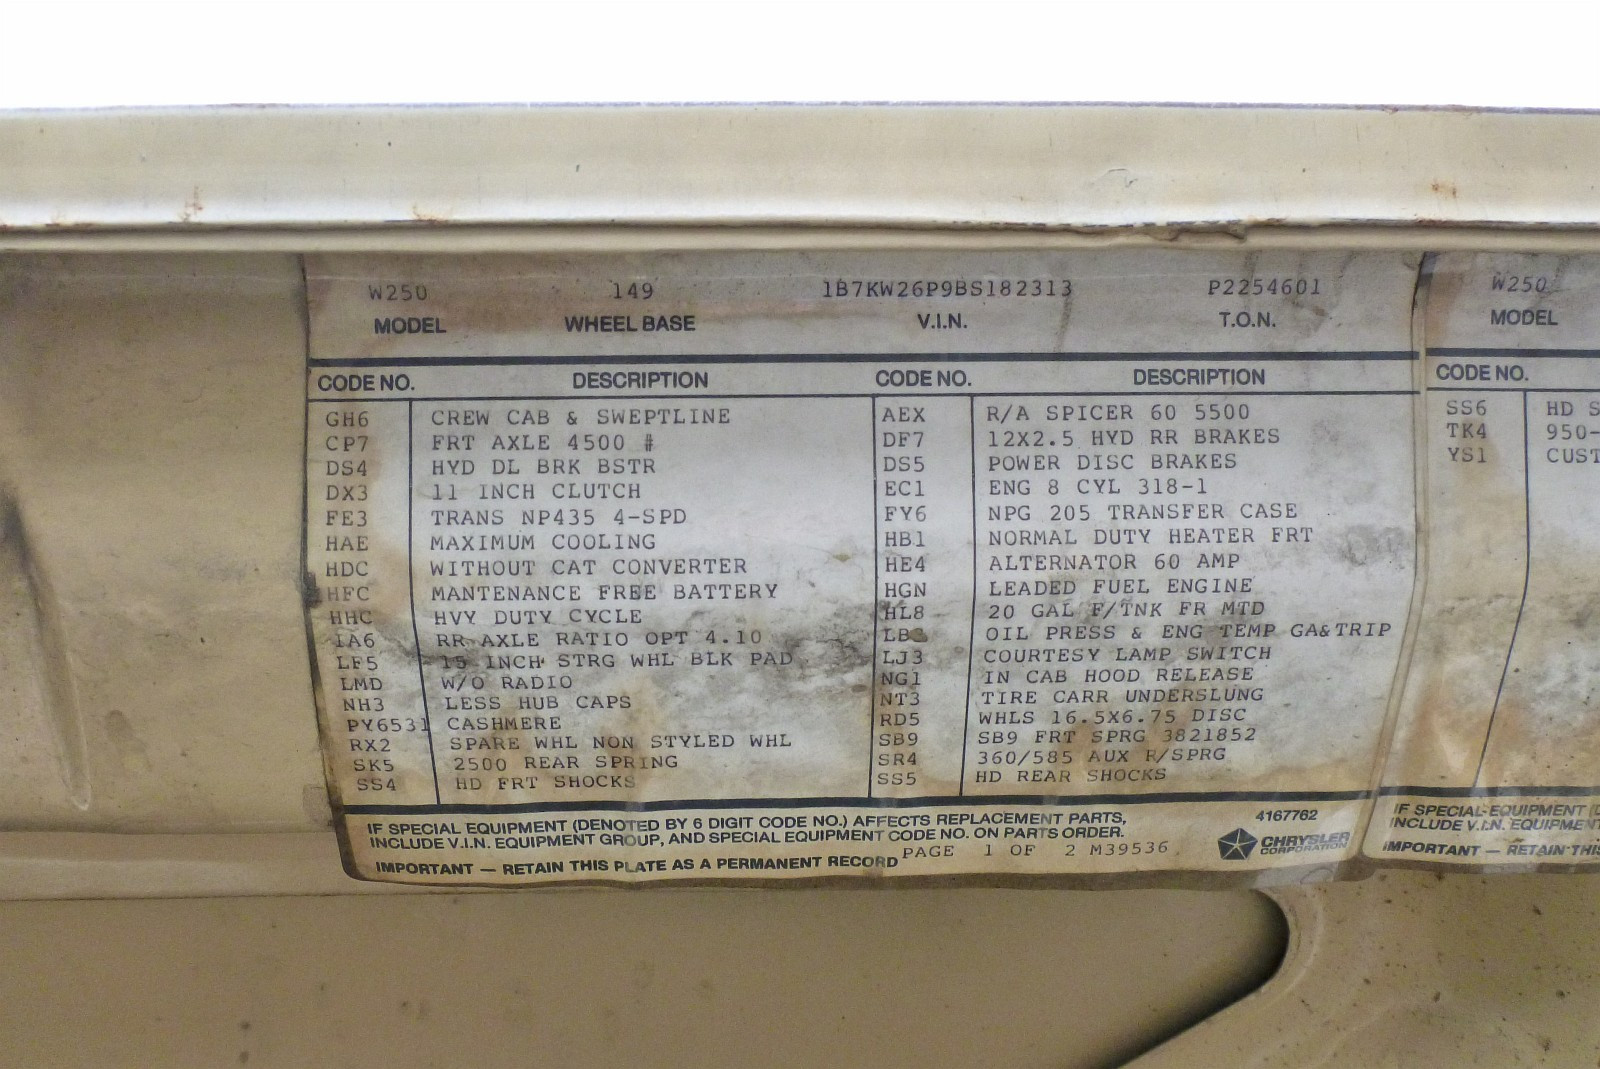 W250 149 1B7KW26P9BS182313 P2254601
MODEL WHEEL BASE V.I.N. T.O.N.
CODE NO. DESCRIPTION CODE NO. DESCRIPTION
GH6 CREW CAB & SWEPTLINE AEX R/A SPICER 60 5500
CP7 FRT AXLE 4500 # DF7 12X2.5 HYD RR BRAKES
DS4 HYD DL BRK BSTR DS5 POWER DISC BRAKES
DX3 11 INCH CLUTCH EC1 ENG 8 CYL 318-1
FE3 TRANS NP435 4-SPD FY6 NPG 205 TRANSFER CASE
HAE MAXIMUM COOLING HB1 NORMAL DUTY HEATER FRT
HDC WITHOUT CAT CONVERTER HE4 ALTERNATOR 60 AMP
HFC MANTENANCE FREE BATTERY HGN LEADED FUEL ENGINE
HHC HVY DUTY CYCLE HL8 20 GAL F/TNK FR MTD
IA6 RR AXLE RATIO OPT 4.10 OIL PRESS & ENG TEMP GA&TRIP
LF5 15 INCH STRG WHL BLK PAD LJ3 COURTESY LAMP SWITCH
LMD W/O RADIO NG1 IN CAB HOOD RELEASE
NH3 LESS HUB CAPS NT3 TIRE CARR UNDERSLUNG
PY6531 CASHMERE RD5 WHLS 16.5X6.75 DISC
RX2 SPARE WHL NON STYLED WHL SB9 SB9 FRT SPRG 3821852
SK5 2500 REAR SPRING SR4 360/585 AUX R/SPRG
SS4 HD FRT SHOCKS SS5 HD REAR SHOCKS
IF SPECIAL EQUIPMENT (DENOTED BY 6 DIGIT CODE NO.) AFFECTS REPLACEMENT PARTS,
INCLUDE V.I.N. EQUIPMENT GROUP, AND SPECIAL EQUIPMENT CODE NO. ON PARTS ORDER.
IMPORTANT — RETAIN THIS PLATE AS A PERMANENT RECORD PAGE 1 OF 2 M39536
4167762
CHRYSLER
CORPORATION
W250
MODEL
CODE NO.
SS6 HD S
TK4 950-
YS1 CUST
IF SPECIAL EQUIPMENT (D
INCLUDE V.I.N. EQUIPMENT
IMPORTANT — RETAIN THIS